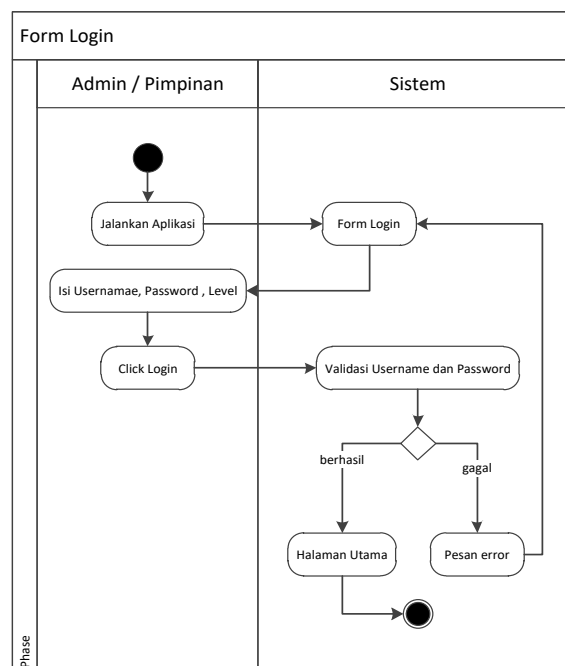 Form Login
Admin / Pimpinan
Sistem
Jalankan Aplikasi
Form Login
Isi Usernamae, Password , Level
Click Login
Validasi Username dan Password
berhasil
gagal
Halaman Utama
Pesan error
Phase